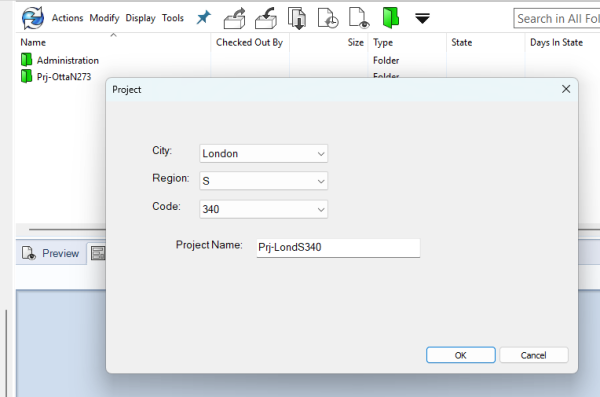 Actions Modify Display Tools Search in All Fol
Name Checked Out By Size Type State Days In State
Administration Folder
Prj-OttaN273 Folder
Project
City: London
Region: S
Code: 340
Project Name: Prj-LondS340
Preview
OK Cancel